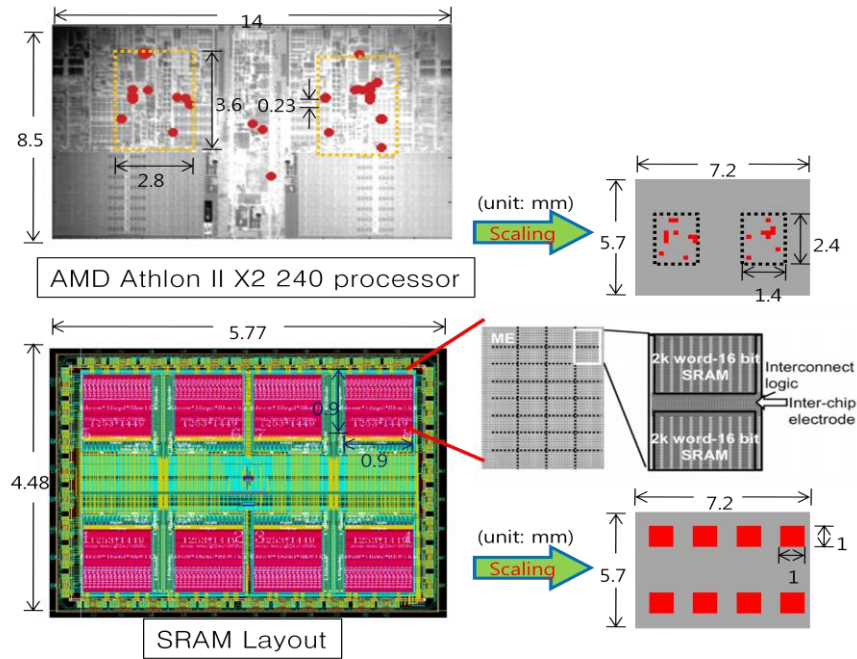 14
8.5
3.6
0.23
2.8
(unit: mm)
Scaling
7.2
5.7
2.4
1.4
AMD Athlon II X2 240 processor
5.77
4.48
0.9
0.9
ME
2k word-16 bit
SRAM
2k word-16 bit
SRAM
Interconnect
logic
Inter-chip
electrode
(unit: mm)
Scaling
7.2
5.7
1
1
SRAM Layout